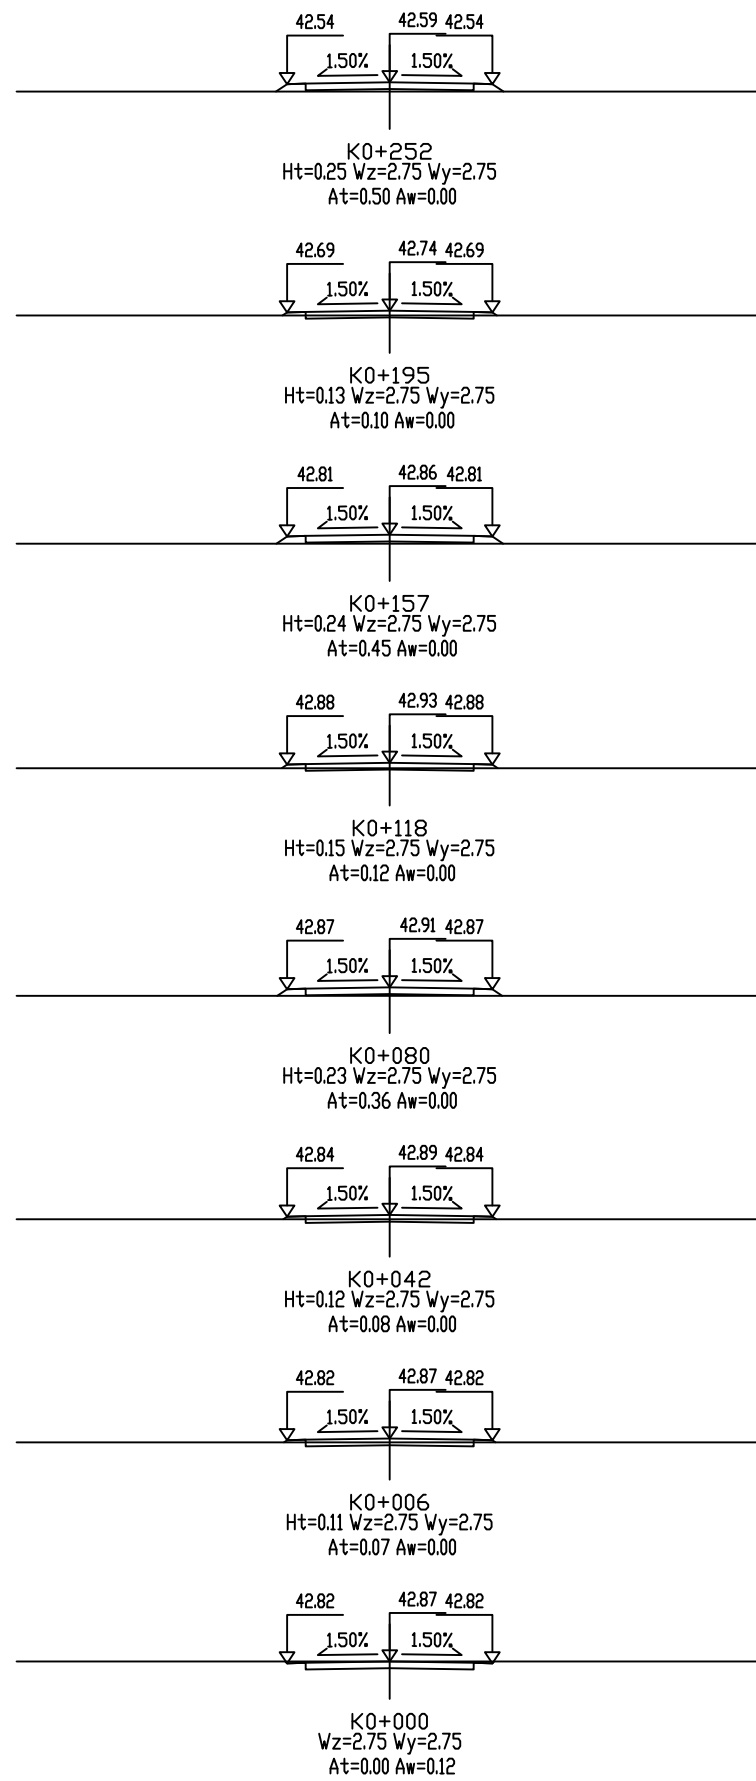 42.54 42.59 42.54
1.50% 1.50%
K0+252
Ht=0.25 Wz=2.75 Wy=2.75
At=0.50 Aw=0.00
42.69 42.74 42.69
1.50% 1.50%
K0+195
Ht=0.13 Wz=2.75 Wy=2.75
At=0.10 Aw=0.00
42.81 42.86 42.81
1.50% 1.50%
K0+157
Ht=0.24 Wz=2.75 Wy=2.75
At=0.45 Aw=0.00
42.88 42.93 42.88
1.50% 1.50%
K0+118
Ht=0.15 Wz=2.75 Wy=2.75
At=0.12 Aw=0.00
42.87 42.91 42.87
1.50% 1.50%
K0+080
Ht=0.23 Wz=2.75 Wy=2.75
At=0.36 Aw=0.00
42.84 42.89 42.84
1.50% 1.50%
K0+042
Ht=0.12 Wz=2.75 Wy=2.75
At=0.08 Aw=0.00
42.82 42.87 42.82
1.50% 1.50%
K0+006
Ht=0.11 Wz=2.75 Wy=2.75
At=0.07 Aw=0.00
42.82 42.87 42.82
1.50% 1.50%
K0+000
Wz=2.75 Wy=2.75
At=0.00 Aw=0.12